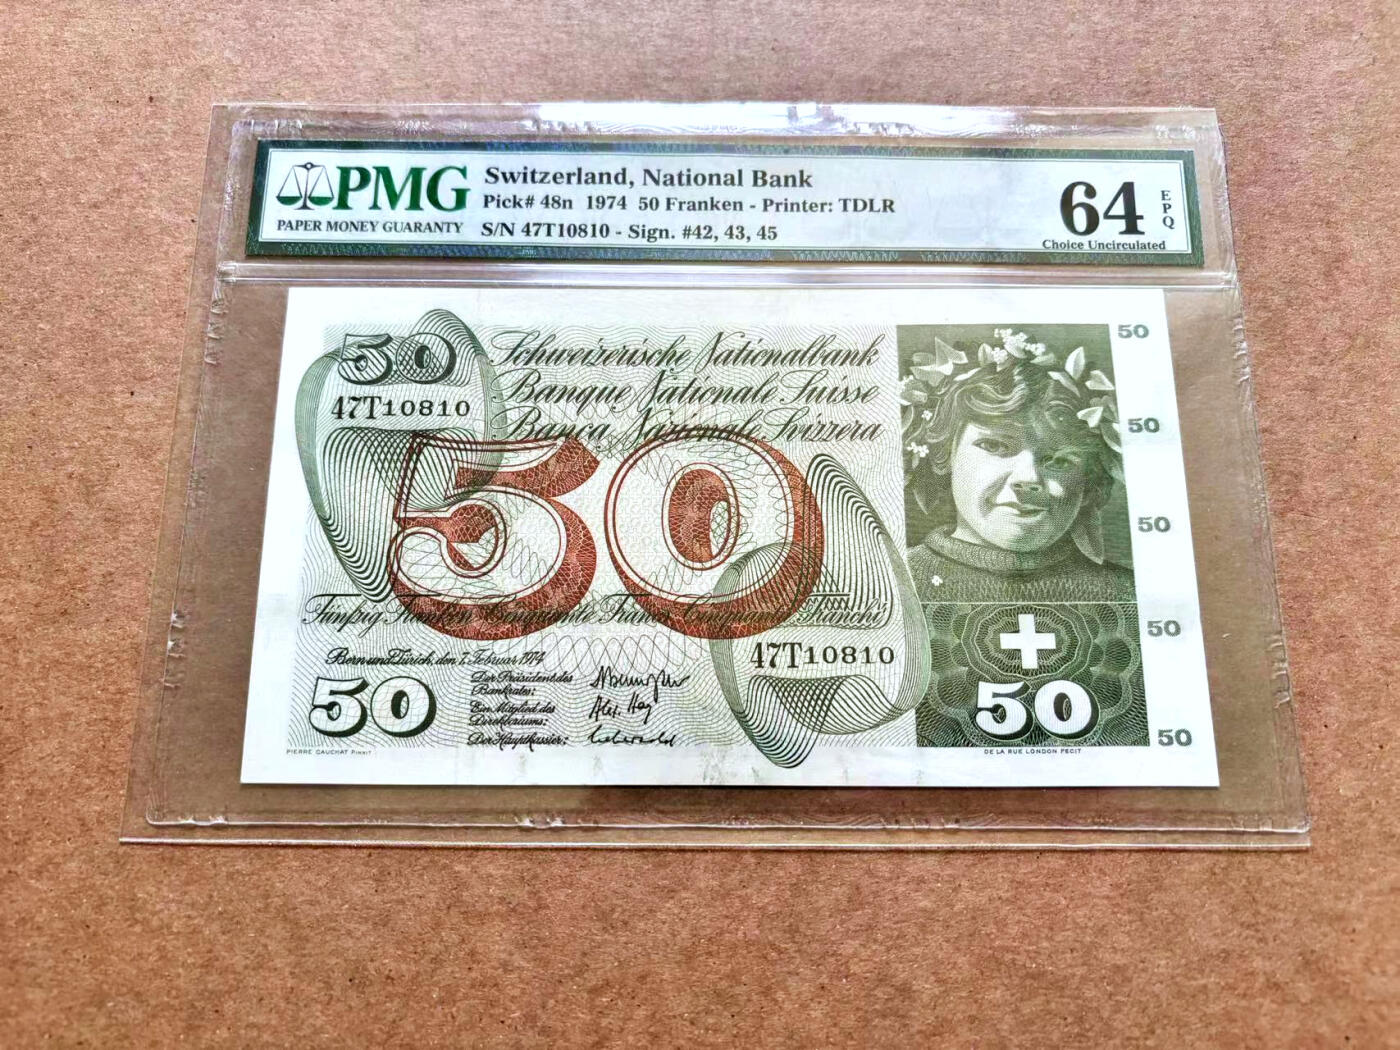 PMG
PAPER MONEY GUARANTY
Switzerland, National Bank
Pick# 48n 1974 50 Franken - Printer: TDLR
S/N 47T10810 - Sign. #42, 43, 45
64
EPQ
Choice Uncirculated
50
47T10810
Schweizerische Nationalbank
Banque Nationale Suisse
Banca Nazionale Svizzera
50
Fünfzig Franken Cinquante Francs Cinquanta Franchi
47T10810
Bern und Zürich, den 7. Februar 1974
Der Präsident des
Bankrates:
Ein Mitglied des
Direktoriums:
Der Hauptkassier:
50
PIERRE GAUCHAT PINXIT
50
50
50
50
50
50
DE LA RUE LONDON FECIT